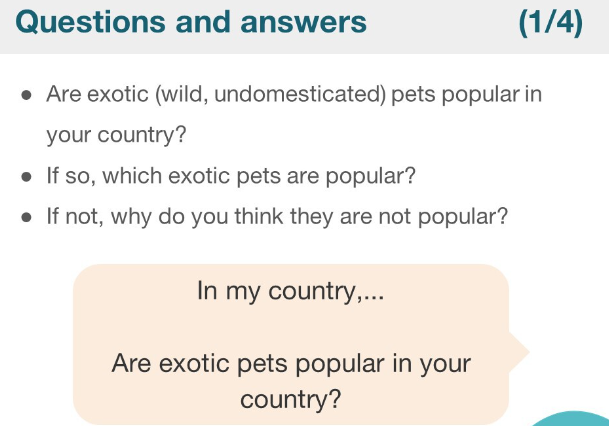 Questions and answers (1/4)
• Are exotic (wild, undomesticated) pets popular in
your country?
• If so, which exotic pets are popular?
• If not, why do you think they are not popular?
In my country,...
Are exotic pets popular in your
country?